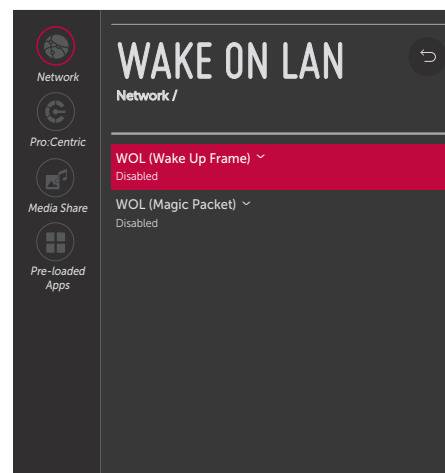 WAKE ON LAN
Network /
Network
Pro:Centric
Media Share
Pre-loaded
Apps
WOL (Wake Up Frame)
Disabled
WOL (Magic Packet)
Disabled